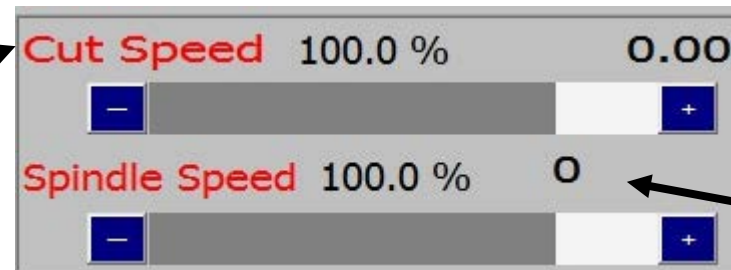 Cut Speed 100.0 % 0.00
– +
Spindle Speed 100.0 % 0
– +